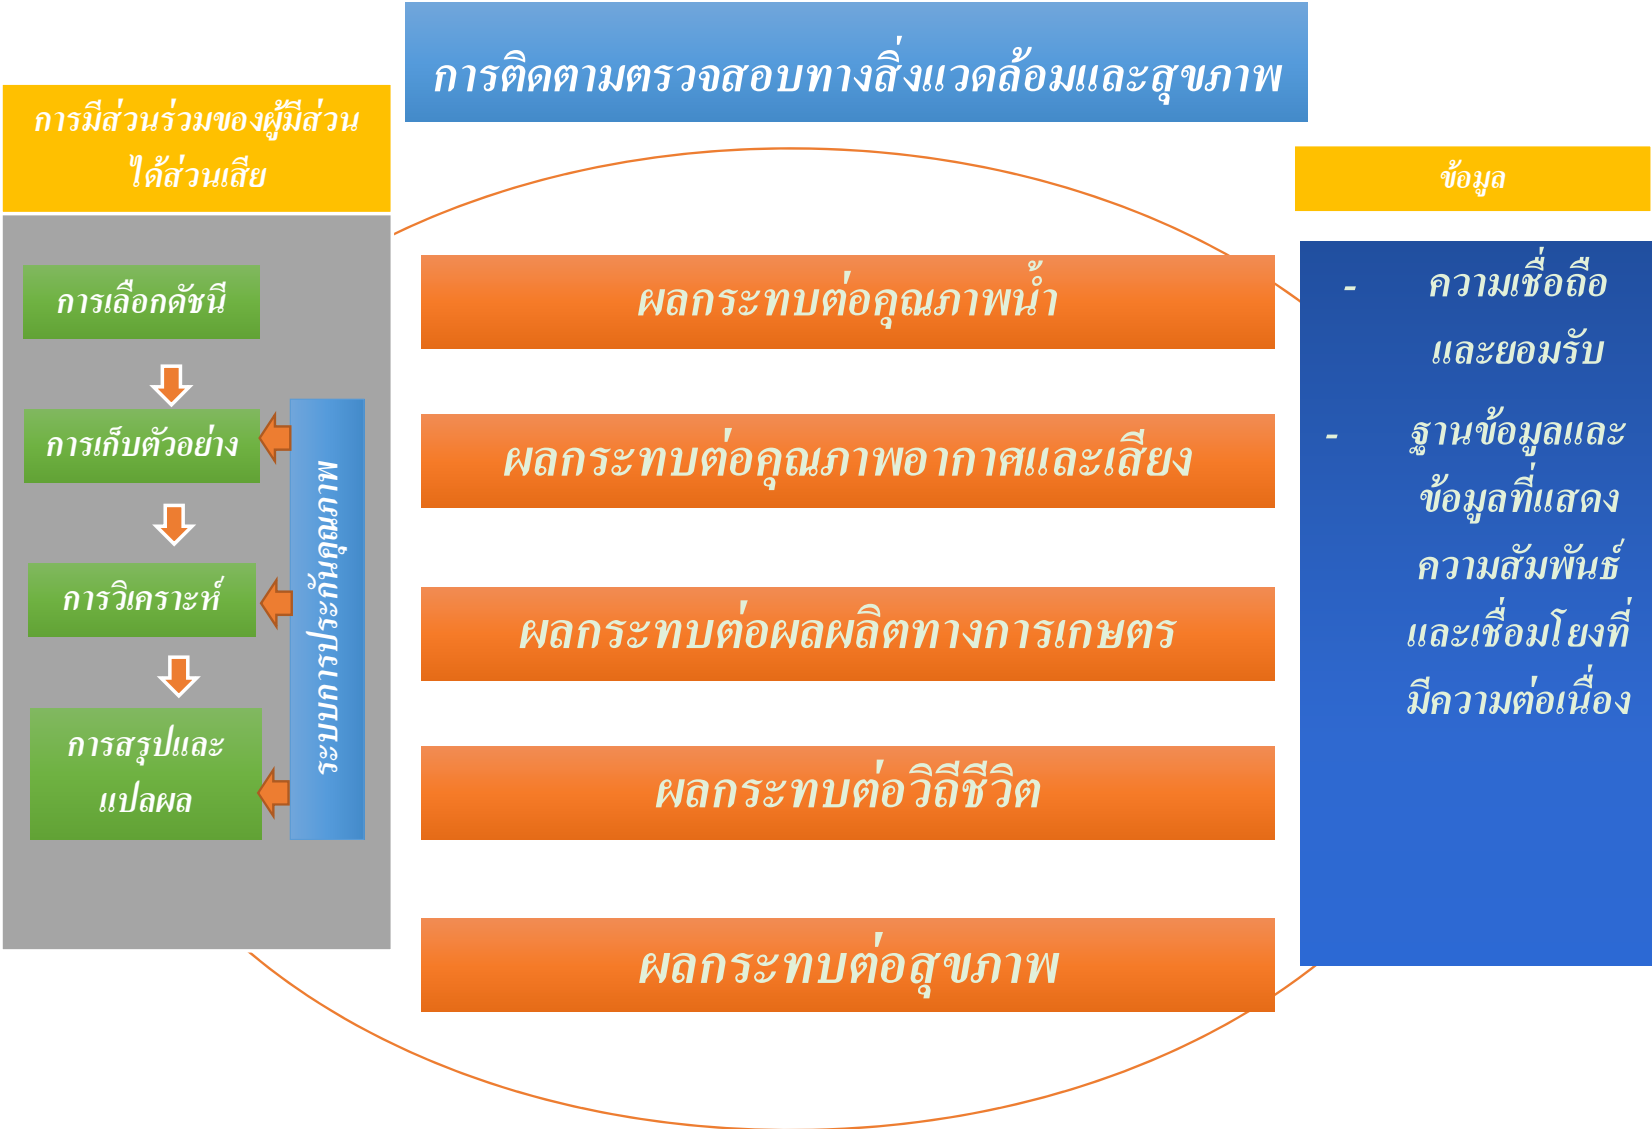 การติดตามตรวจสอบทางสิ่งแวดล้อมและสุขภาพ
การมีส่วนร่วมของผู้มีส่วน
ได้ส่วนเสีย
การเลือกดัชนี
การเก็บตัวอย่าง
การวิเคราะห์
การสรุปและ
แปลผล
ระบบการประกันคุณภาพ
ผลกระทบต่อคุณภาพน้ำ
ผลกระทบต่อคุณภาพอากาศและเสียง
ผลกระทบต่อผลผลิตทางการเกษตร
ผลกระทบต่อวิถีชีวิต
ผลกระทบต่อสุขภาพ
ข้อมูล
- ความเชื่อถือ
และยอมรับ
- ฐานข้อมูลและ
ข้อมูลที่แสดง
ความสัมพันธ์
และเชื่อมโยงที่
มีความต่อเนื่อง